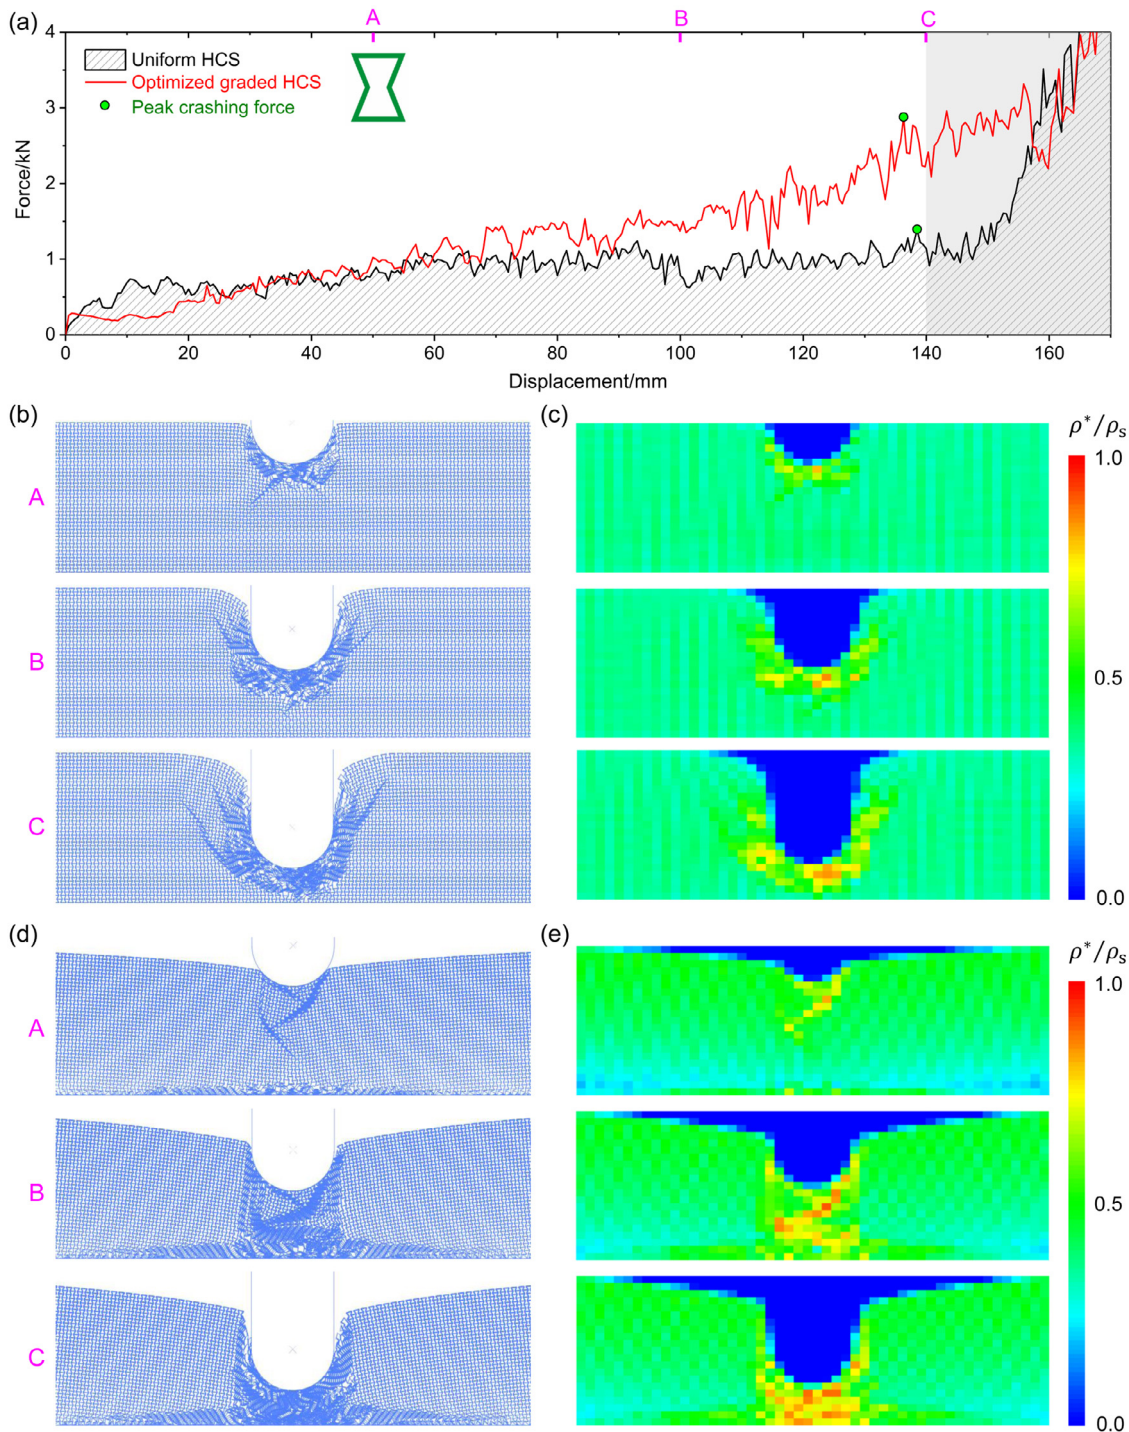 (a)
A B C
4
3
2
1
0
Force/kN
Uniform HCS
Optimized graded HCS
Peak crashing force
0 20 40 60 80 100 120 140 160
Displacement/mm
(b) (c)
ρ*/ρs
A
B
C
1.0
0.5
0.0
(d) (e)
ρ*/ρs
A
B
C
1.0
0.5
0.0